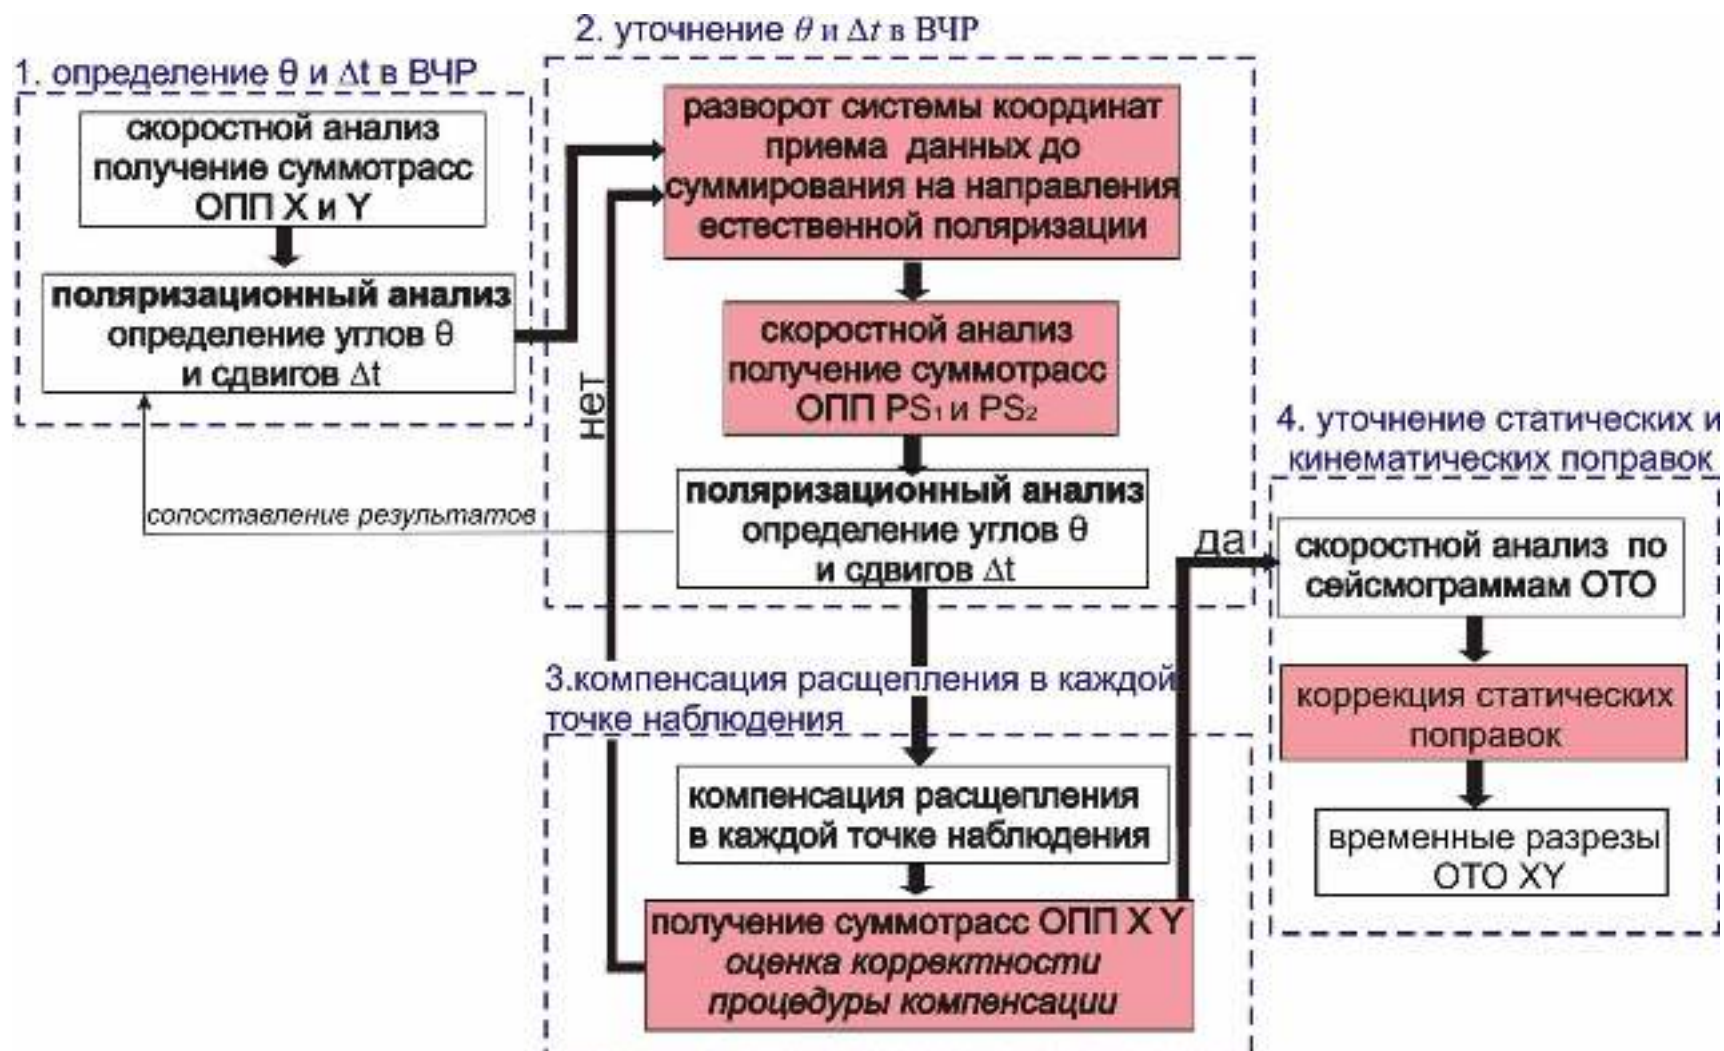 1. определение θ и Δt в ВЧР
скоростной анализ
получение суммотрасс
ОПП X и Y
поляризационный анализ
определение углов θ
и сдвигов Δt
сопоставление результатов
2. уточнение θ и Δt в ВЧР
разворот системы координат
приема данных до
суммирования на направления
естественной поляризации
скоростной анализ
получение суммотрасс
ОПП PS₁ и PS₂
поляризационный анализ
определение углов θ
и сдвигов Δt
нет
да
3.компенсация расщепления в каждой
точке наблюдения
компенсация расщепления
в каждой точке наблюдения
получение суммотрасс ОПП X Y
оценка корректности
процедуры компенсации
4. уточнение статических и
кинематических поправок
скоростной анализ по
сейсмограммам ОТО
коррекция статических
поправок
временные разрезы
ОТО XY